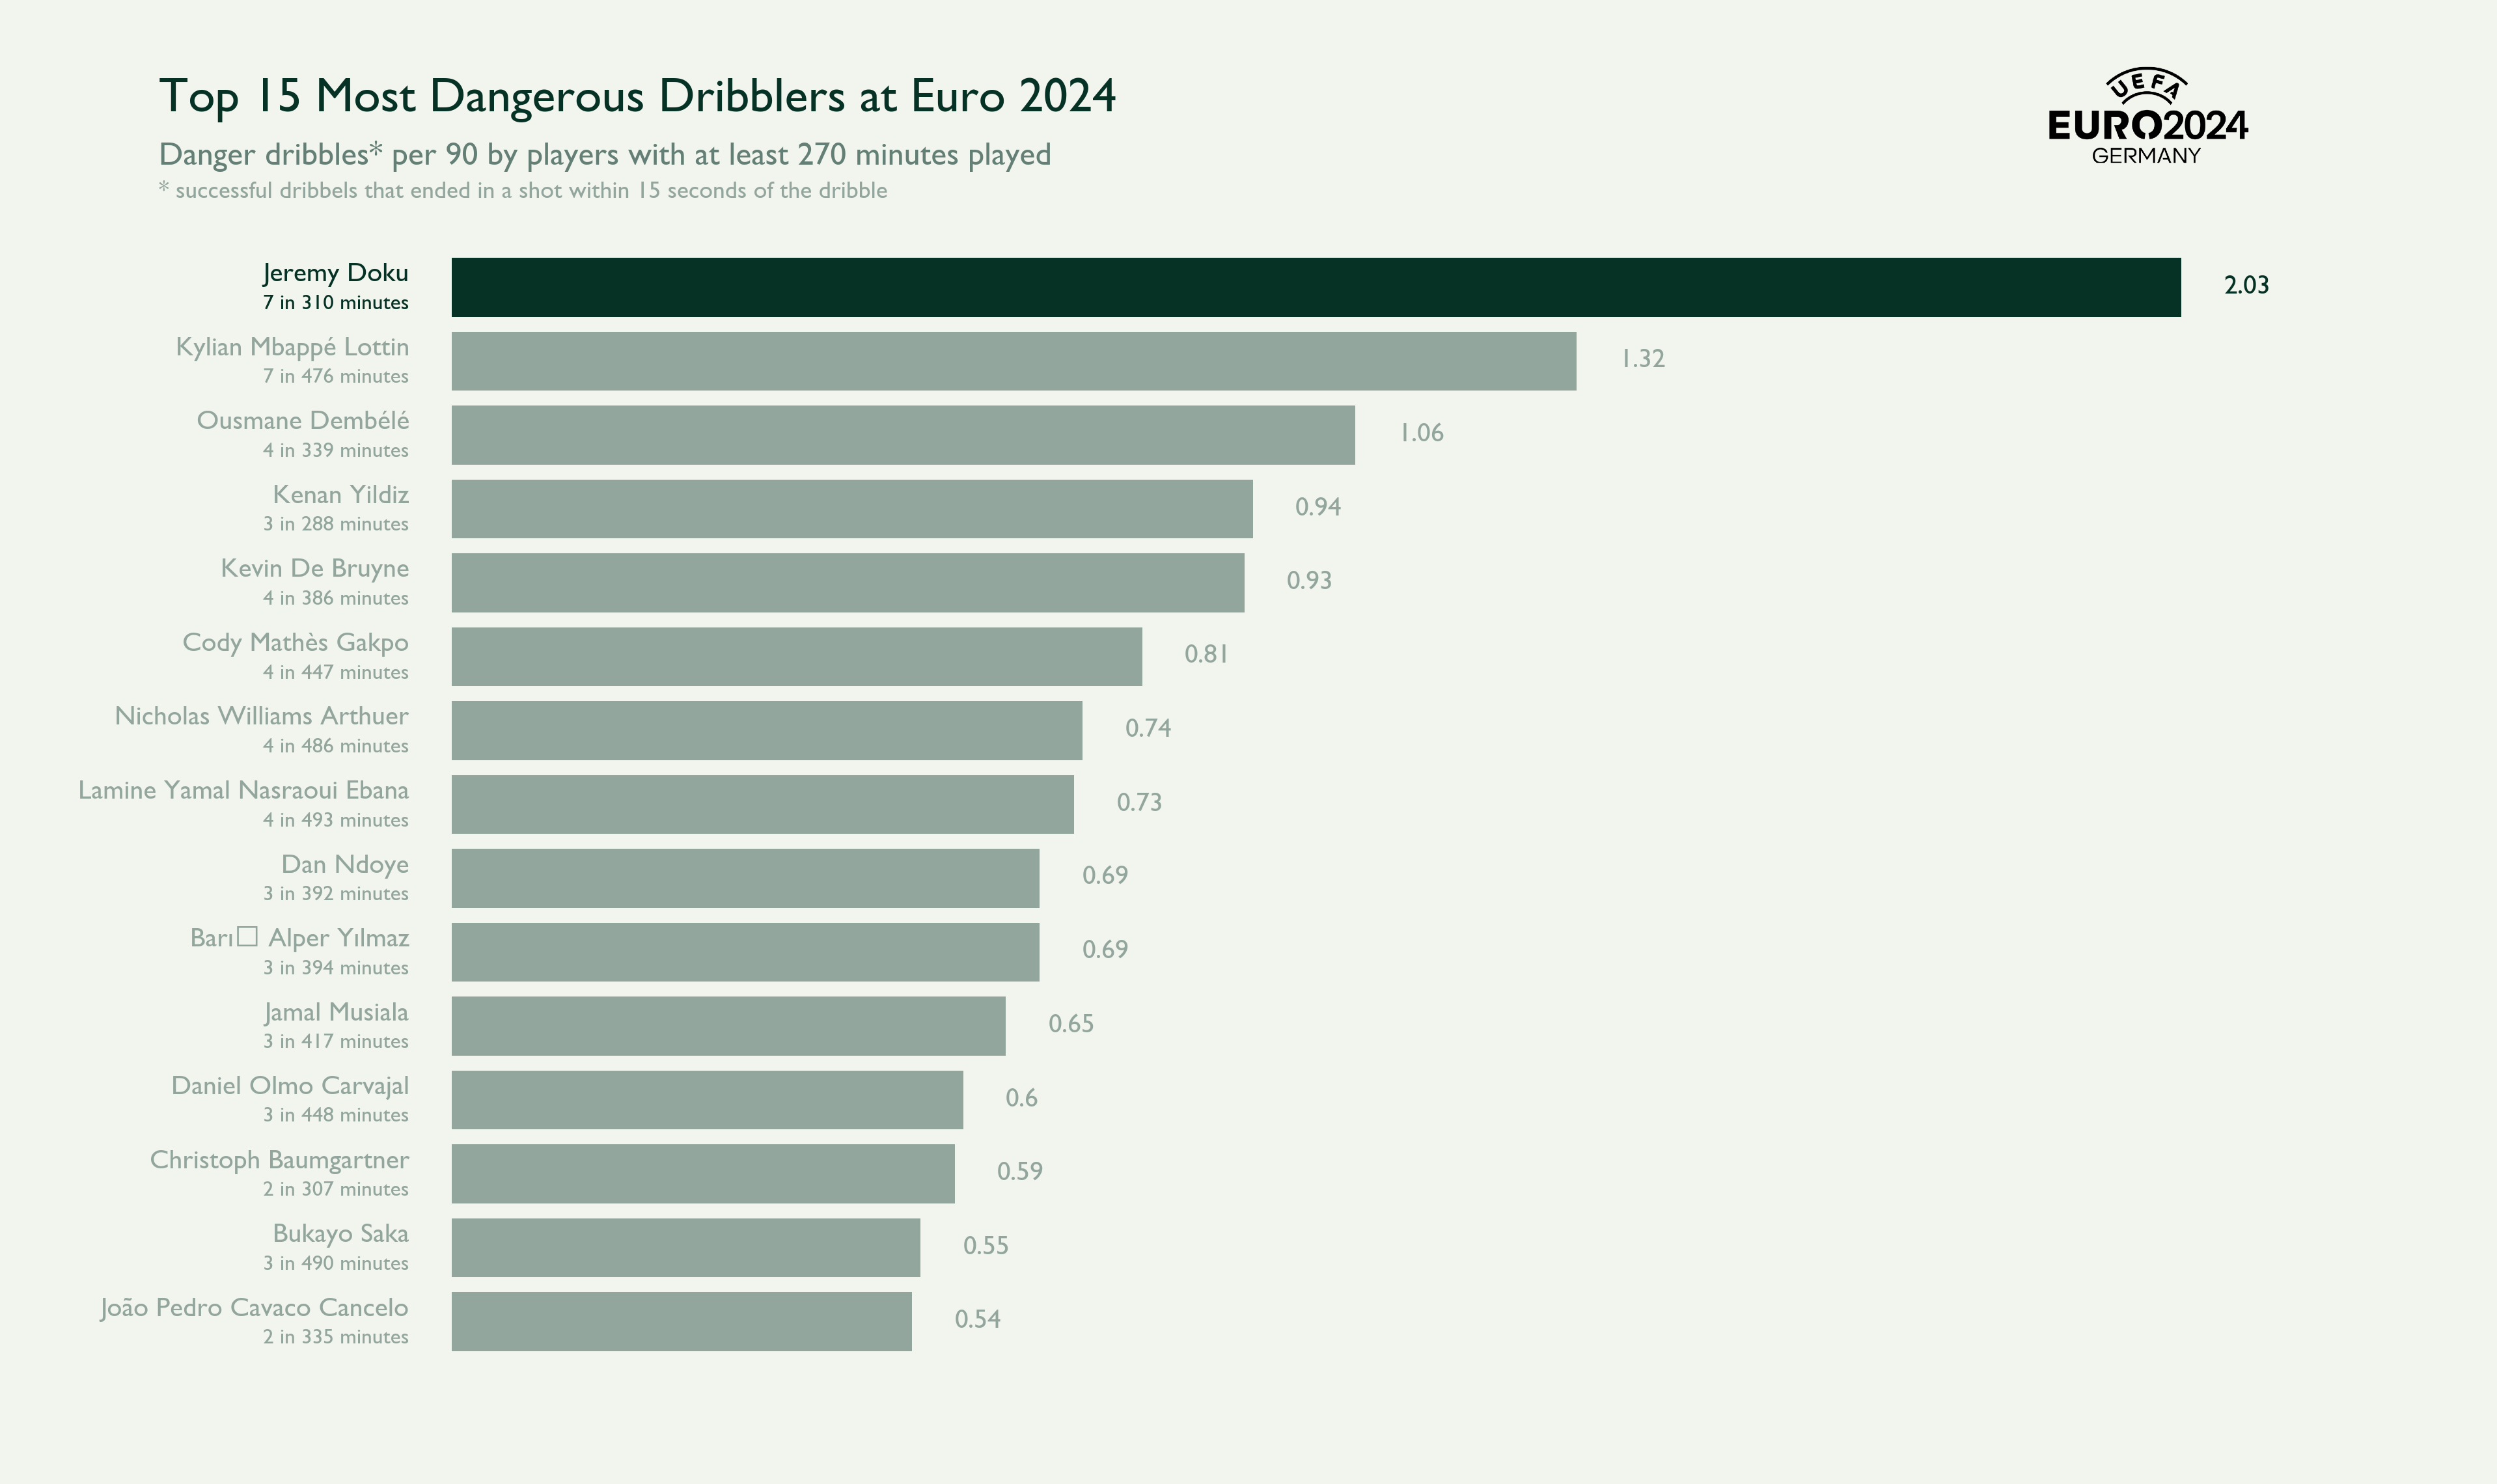 Top 15 Most Dangerous Dribblers at Euro 2024
Danger dribbles* per 90 by players with at least 270 minutes played
* successful dribbels that ended in a shot within 15 seconds of the dribble
UEFA
EURO2024
GERMANY
Jeremy Doku
7 in 310 minutes
2.03
Kylian Mbappé Lottin
7 in 476 minutes
1.32
Ousmane Dembélé
4 in 339 minutes
1.06
Kenan Yildiz
3 in 288 minutes
0.94
Kevin De Bruyne
4 in 386 minutes
0.93
Cody Mathès Gakpo
4 in 447 minutes
0.81
Nicholas Williams Arthuer
4 in 486 minutes
0.74
Lamine Yamal Nasraoui Ebana
4 in 493 minutes
0.73
Dan Ndoye
3 in 392 minutes
0.69
Barı□ Alper Yılmaz
3 in 394 minutes
0.69
Jamal Musiala
3 in 417 minutes
0.65
Daniel Olmo Carvajal
3 in 448 minutes
0.6
Christoph Baumgartner
2 in 307 minutes
0.59
Bukayo Saka
3 in 490 minutes
0.55
João Pedro Cavaco Cancelo
2 in 335 minutes
0.54